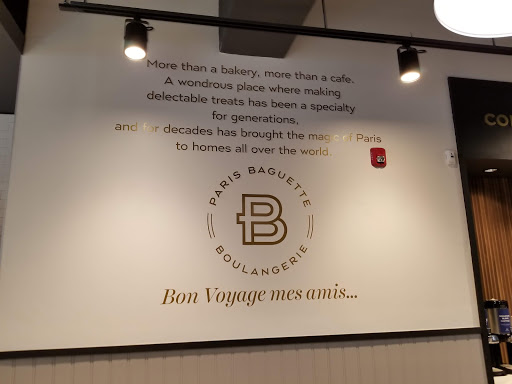 More than a bakery, more than a cafe.
A wondrous place where making
delectable treats has been a specialty
for generations,
and for decades has brought the magic of Paris
to homes all over the world.
PARIS BAGUETTE
B
BOULANGERIE
Bon Voyage mes amis...